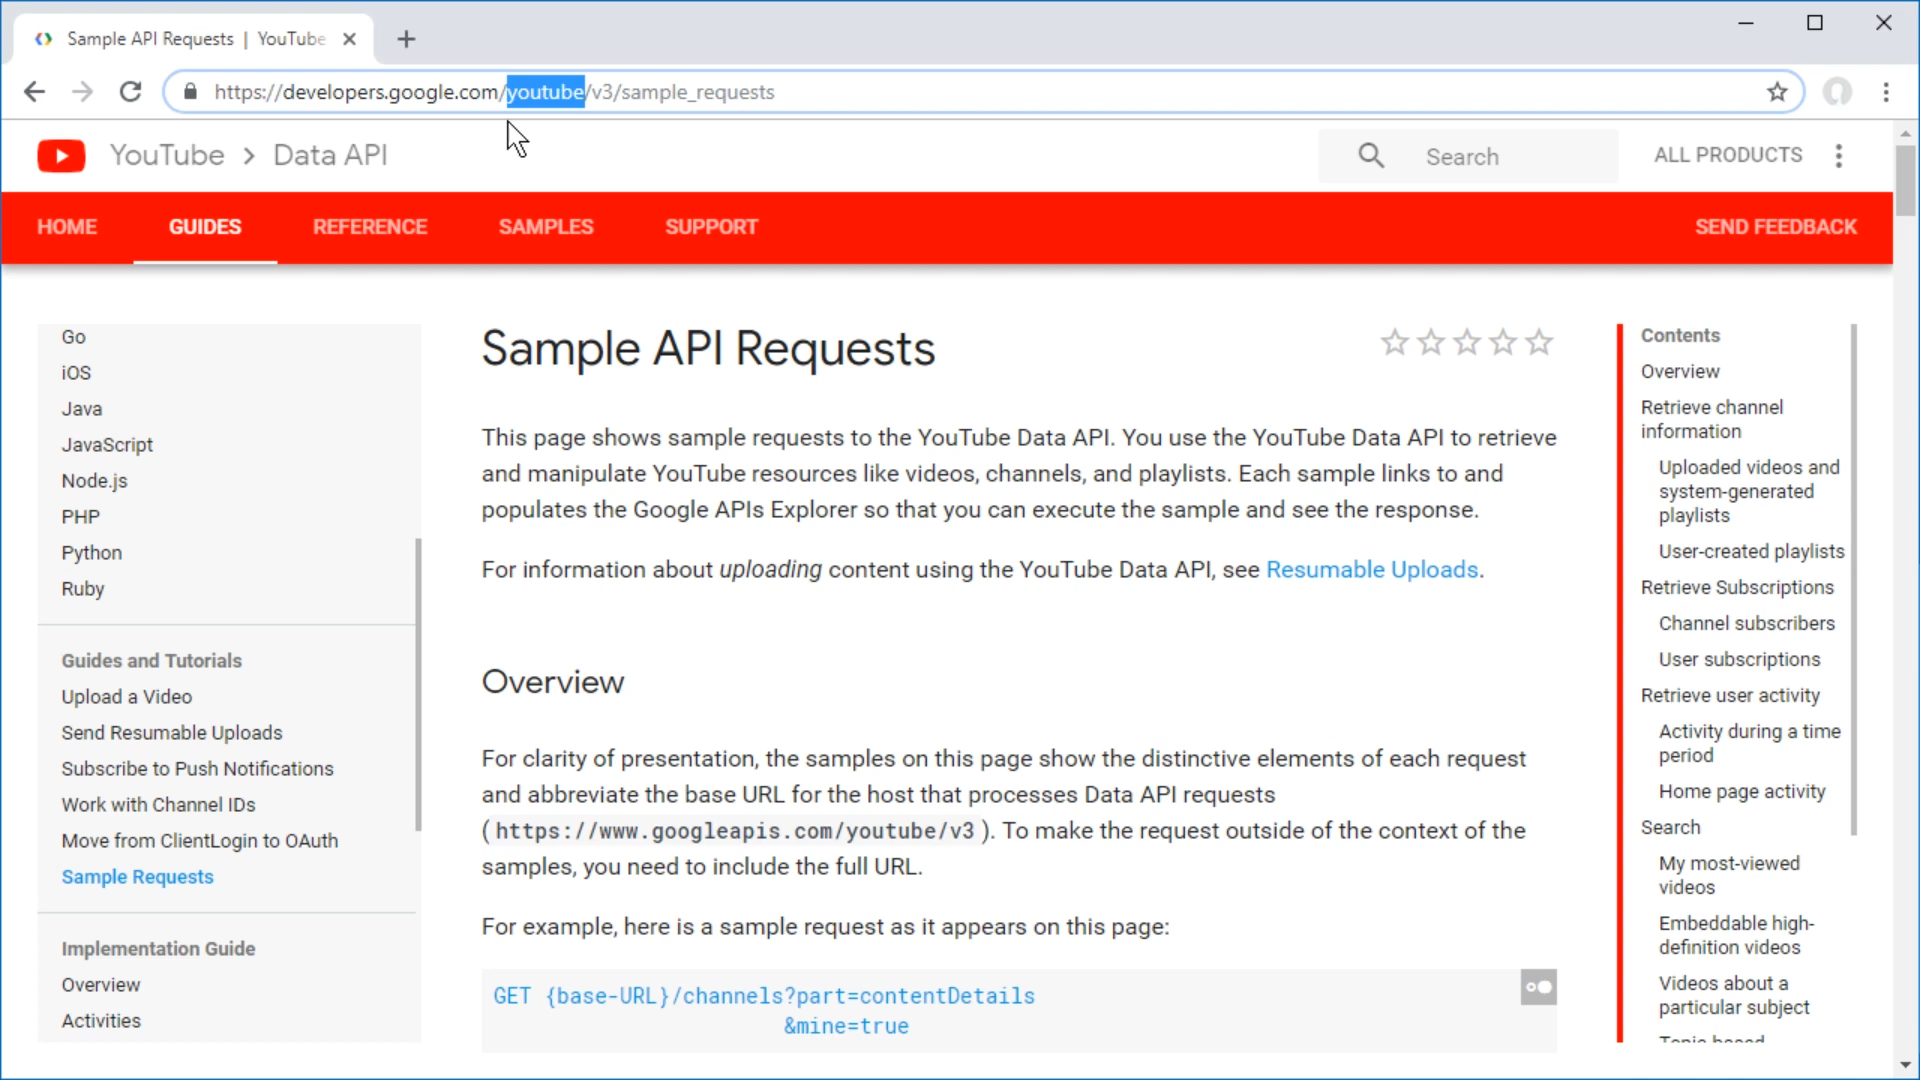 Sample API Requests | YouTube
https://developers.google.com/youtube/v3/sample_requests
YouTube > Data API
Search
ALL PRODUCTS
HOME
GUIDES
REFERENCE
SAMPLES
SUPPORT
SEND FEEDBACK
Go
iOS
Java
JavaScript
Node.js
PHP
Python
Ruby
Guides and Tutorials
Upload a Video
Send Resumable Uploads
Subscribe to Push Notifications
Work with Channel IDs
Move from ClientLogin to OAuth
Sample Requests
Implementation Guide
Overview
Activities
Sample API Requests
This page shows sample requests to the YouTube Data API. You use the YouTube Data API to retrieve
and manipulate YouTube resources like videos, channels, and playlists. Each sample links to and
populates the Google APIs Explorer so that you can execute the sample and see the response.
For information about uploading content using the YouTube Data API, see Resumable Uploads.
Overview
For clarity of presentation, the samples on this page show the distinctive elements of each request
and abbreviate the base URL for the host that processes Data API requests
(https://www.googleapis.com/youtube/v3). To make the request outside of the context of the
samples, you need to include the full URL.
For example, here is a sample request as it appears on this page:
GET {base-URL}/channels?part=contentDetails
&mine=true
Contents
Overview
Retrieve channel
information
Uploaded videos and
system-generated
playlists
User-created playlists
Retrieve Subscriptions
Channel subscribers
User subscriptions
Retrieve user activity
Activity during a time
period
Home page activity
Search
My most-viewed
videos
Embeddable high-
definition videos
Videos about a
particular subject